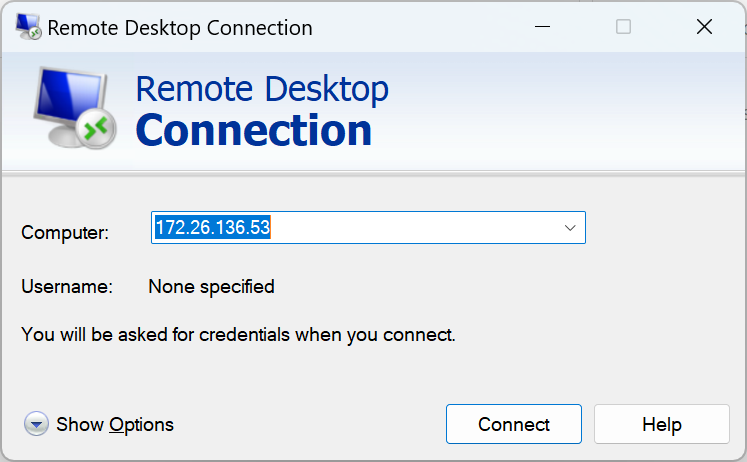 Remote Desktop Connection
Remote Desktop
Connection
Computer: 172.26.136.53
Username: None specified
You will be asked for credentials when you connect.
Show Options Connect Help